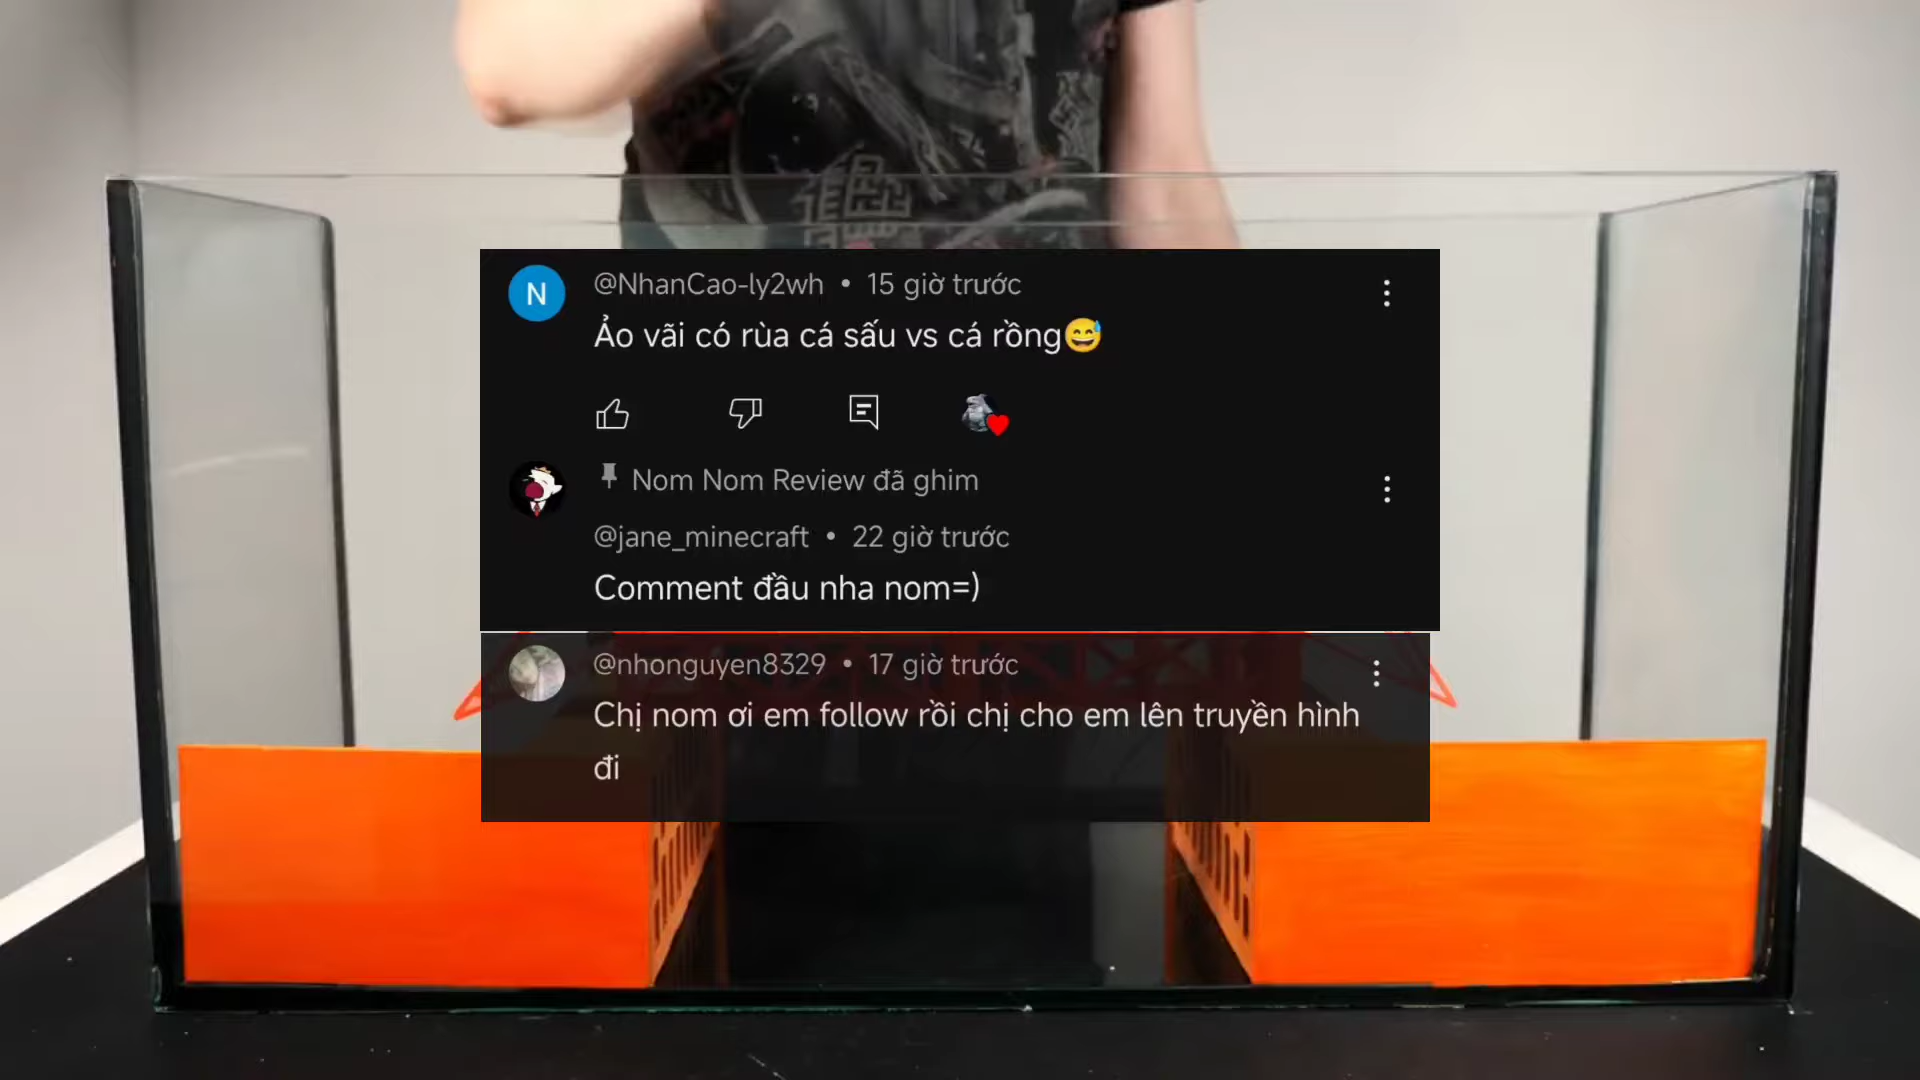 N
@NhanCao-ly2wh • 15 giờ trước
Ảo vãi có rùa cá sấu vs cá rồng😅
Nom Nom Review đã ghim
@jane_minecraft • 22 giờ trước
Comment đầu nha nom=)
@nhonguyen8329 • 17 giờ trước
Chị nom ơi em follow rồi chị cho em lên truyền hình
đi